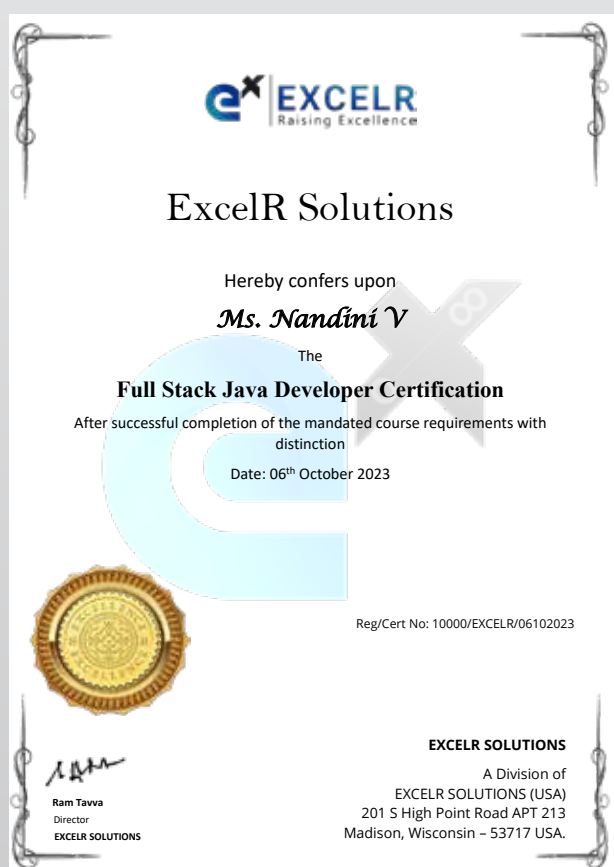 ex EXCELR
Raising Excellence
ExcelR Solutions
Hereby confers upon
Ms. Nandini V
The
Full Stack Java Developer Certification
After successful completion of the mandated course requirements with
distinction
Date: 06th October 2023
EXCELLENCE
EXCELLENCE
Reg/Cert No: 10000/EXCELR/06102023
Ram Tavva
Director
EXCELR SOLUTIONS
EXCELR SOLUTIONS
A Division of
EXCELR SOLUTIONS (USA)
201 S High Point Road APT 213
Madison, Wisconsin – 53717 USA.